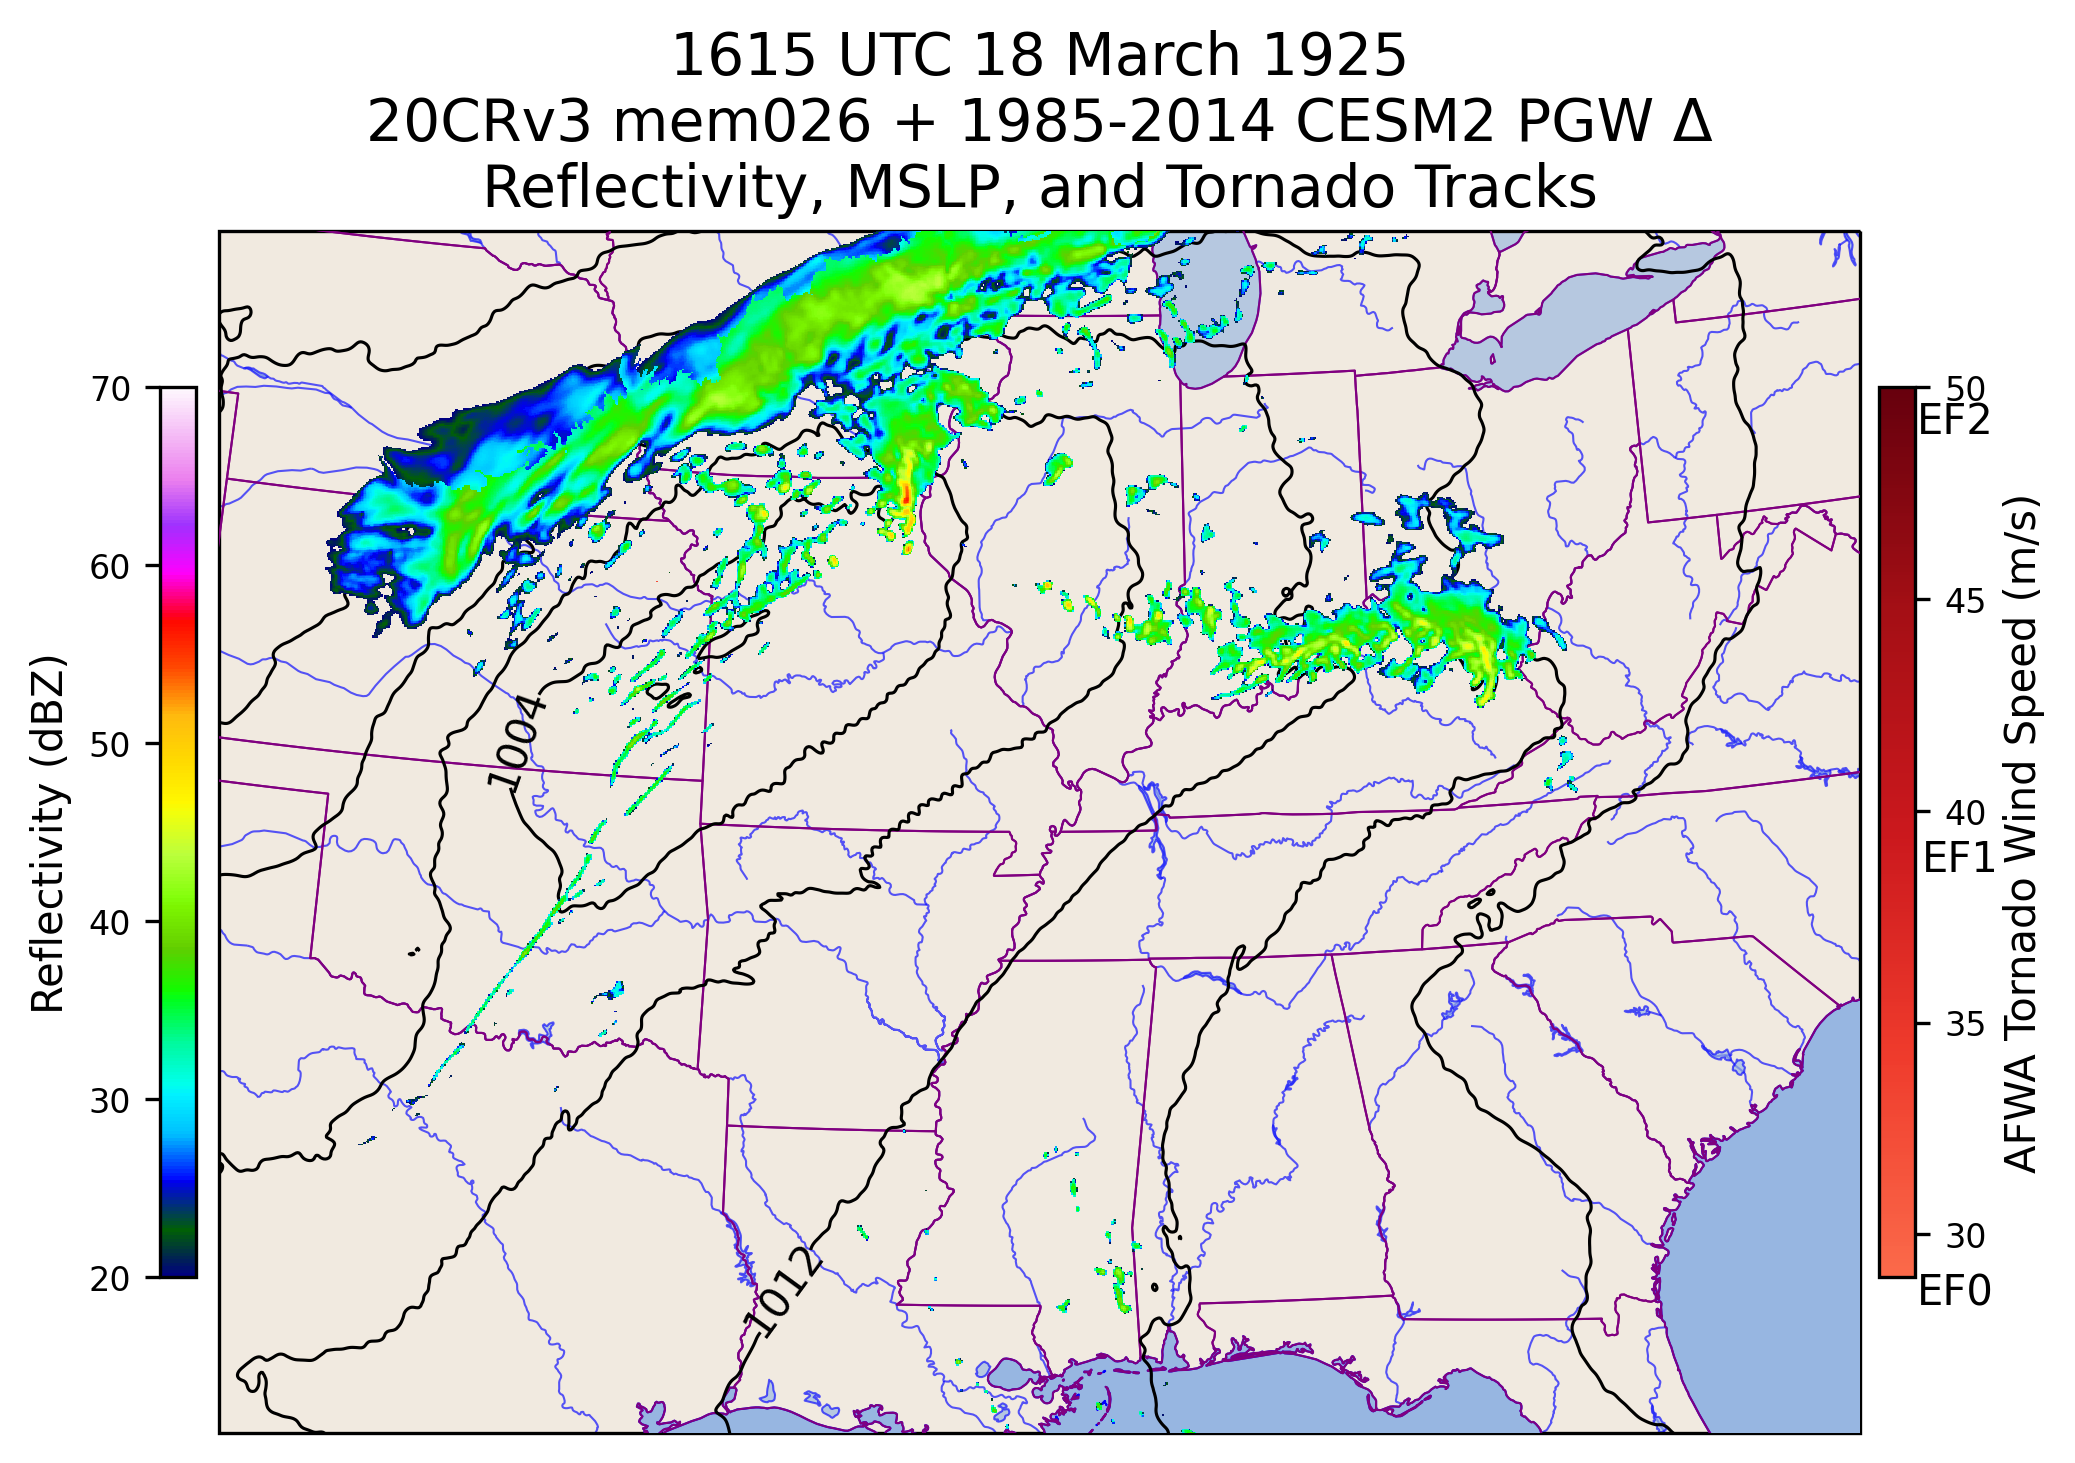 1615 UTC 18 March 1925
20CRv3 mem026 + 1985-2014 CESM2 PGW Δ
Reflectivity, MSLP, and Tornado Tracks
Reflectivity (dBZ)
70
60
50
40
30
20
1004
1012
50
EF2
45
40
EF1
35
30
EF0
AFWA Tornado Wind Speed (m/s)